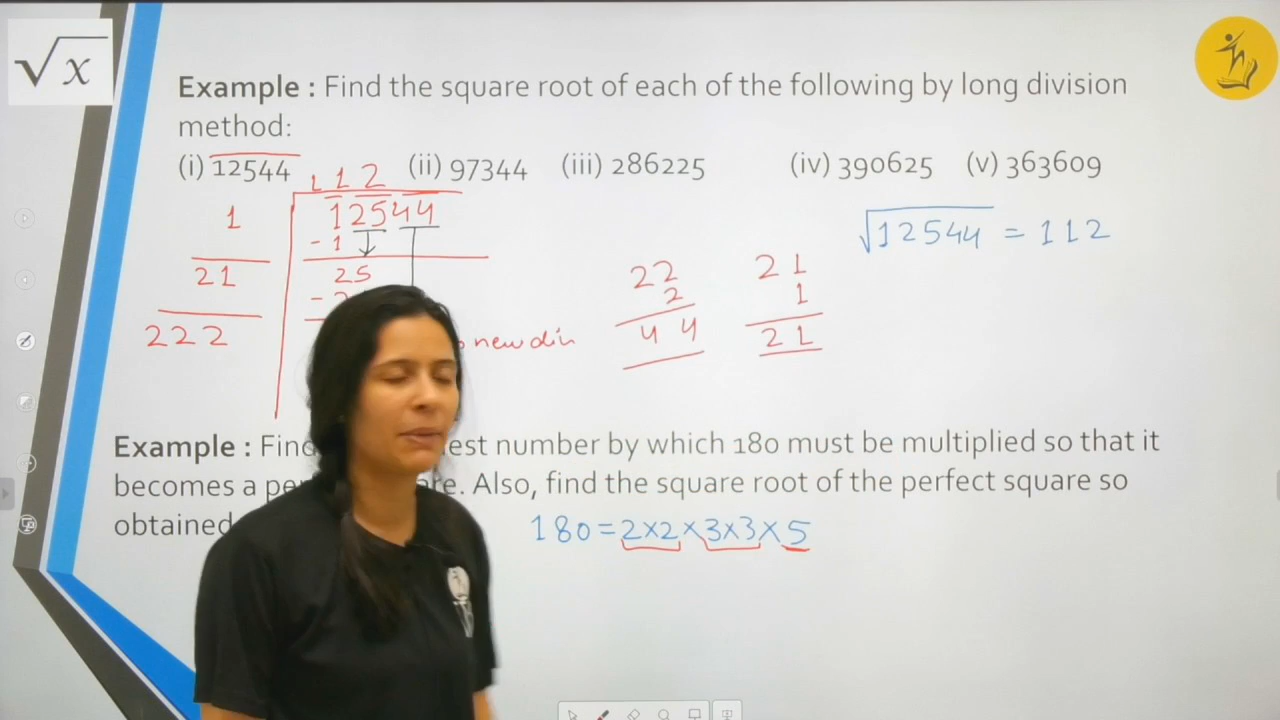 √x
Example : Find the square root of each of the following by long division
method:
(i) 12544 (ii) 97344 (iii) 286225 (iv) 390625 (v) 363609
112
1 12544
-1
21 25
-2
222
new div
22
2
44
21
1
21
√12544 = 112
Example : Find est number by which 180 must be multiplied so that it
becomes a pe re. Also, find the square root of the perfect square so
obtained
180=2×2×3×3×5